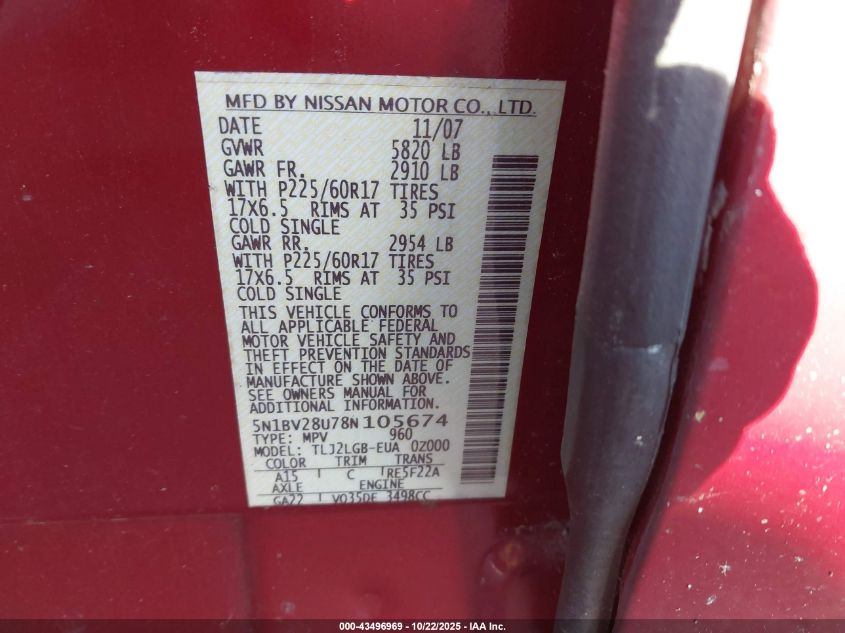 MFD BY NISSAN MOTOR CO., LTD.
DATE 11/07
GVWR 5820 LB
GAWR FR. 2910 LB
WITH P225/60R17 TIRES
17X6.5 RIMS AT 35 PSI
COLD SINGLE
GAWR RR. 2954 LB
WITH P225/60R17 TIRES
17X6.5 RIMS AT 35 PSI
COLD SINGLE
THIS VEHICLE CONFORMS TO
ALL APPLICABLE FEDERAL
MOTOR VEHICLE SAFETY AND
THEFT PREVENTION STANDARDS
IN EFFECT ON THE DATE OF
MANUFACTURE SHOWN ABOVE.
SEE OWNERS MANUAL FOR
ADDITIONAL INFORMATION.
5N1BV28U78N105674
TYPE: MPV 960
MODEL: TLJ2LGB-EUA 0Z000
COLOR TRIM TRANS
A15 C RE5F22A
AXLE ENGINE
GA22 VQ35DE 3498CC
000-43496969 • 10/22/2025 • IAA Inc.